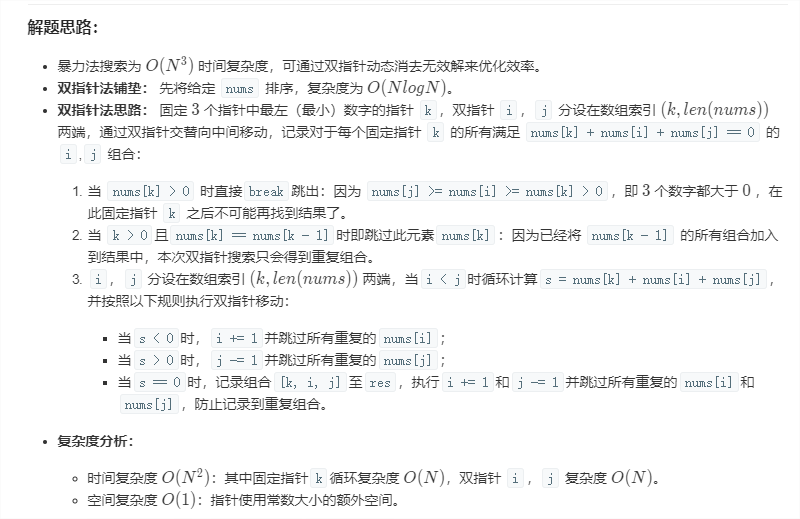 解题思路：
暴力法搜索为 O(N³) 时间复杂度，可通过双指针动态消去无效解来优化效率。
双指针法铺垫： 先将给定 nums 排序，复杂度为 O(NlogN)。
双指针法思路： 固定 3 个指针中最左（最小）数字的指针 k ，双指针 i ， j 分设在数组索引 (k, len(nums))
两端，通过双指针交替向中间移动，记录对于每个固定指针 k 的所有满足 nums[k] + nums[i] + nums[j] == 0 的
i , j 组合：
1. 当 nums[k] > 0 时直接 break 跳出：因为 nums[j] >= nums[i] >= nums[k] > 0 ，即 3 个数字都大于 0 ，在
此固定指针 k 之后不可能再找到结果了。
2. 当 k > 0 且 nums[k] == nums[k - 1] 时即跳过此元素 nums[k] ：因为已经将 nums[k - 1] 的所有组合加入
到结果中，本次双指针搜索只会得到重复组合。
3. i ， j 分设在数组索引 (k, len(nums)) 两端，当 i < j 时循环计算 s = nums[k] + nums[i] + nums[j] ，
并按照以下规则执行双指针移动：
当 s < 0 时， i += 1 并跳过所有重复的 nums[i] ；
当 s > 0 时， j -= 1 并跳过所有重复的 nums[j] ；
当 s == 0 时，记录组合 [k, i, j] 至 res ，执行 i += 1 和 j -= 1 并跳过所有重复的 nums[i] 和
nums[j] ，防止记录到重复组合。
复杂度分析：
时间复杂度 O(N²)：其中固定指针 k 循环复杂度 O(N)，双指针 i ， j 复杂度 O(N)。
空间复杂度 O(1)：指针使用常数大小的额外空间。